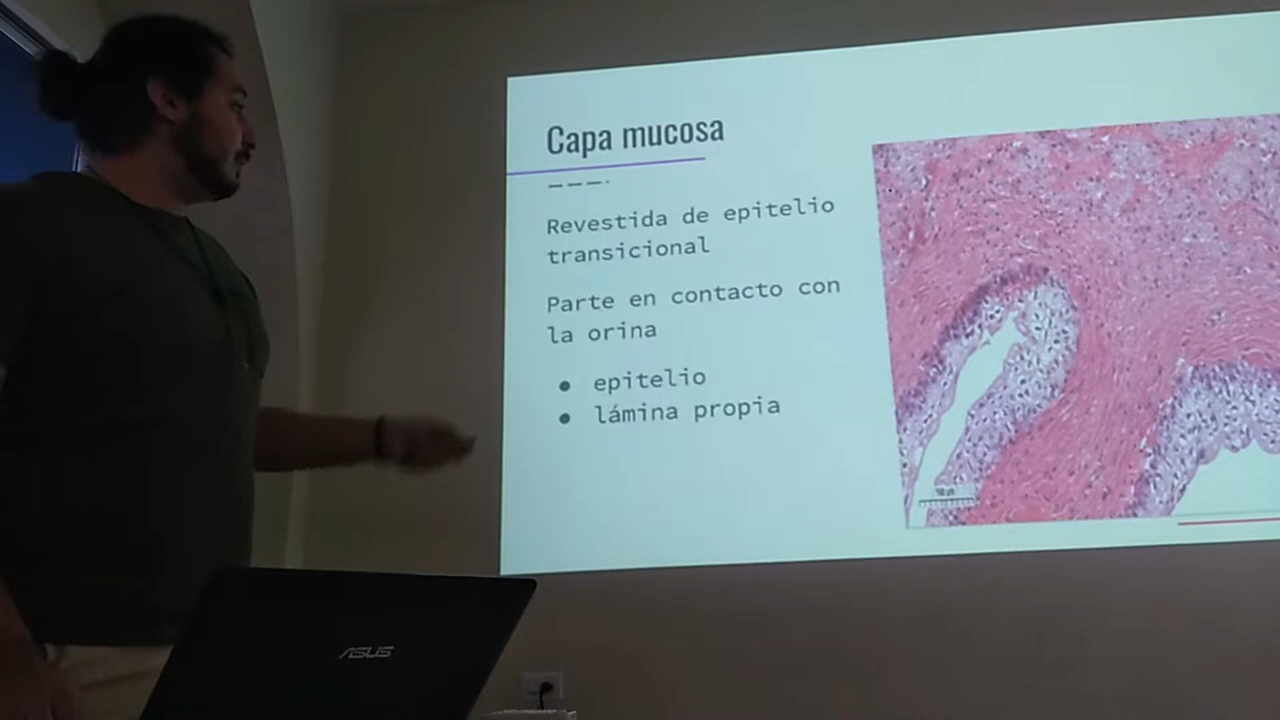 Capa mucosa
Revestida de epitelio
transicional
Parte en contacto con
la orina
● epitelio
● lámina propia
ASUS